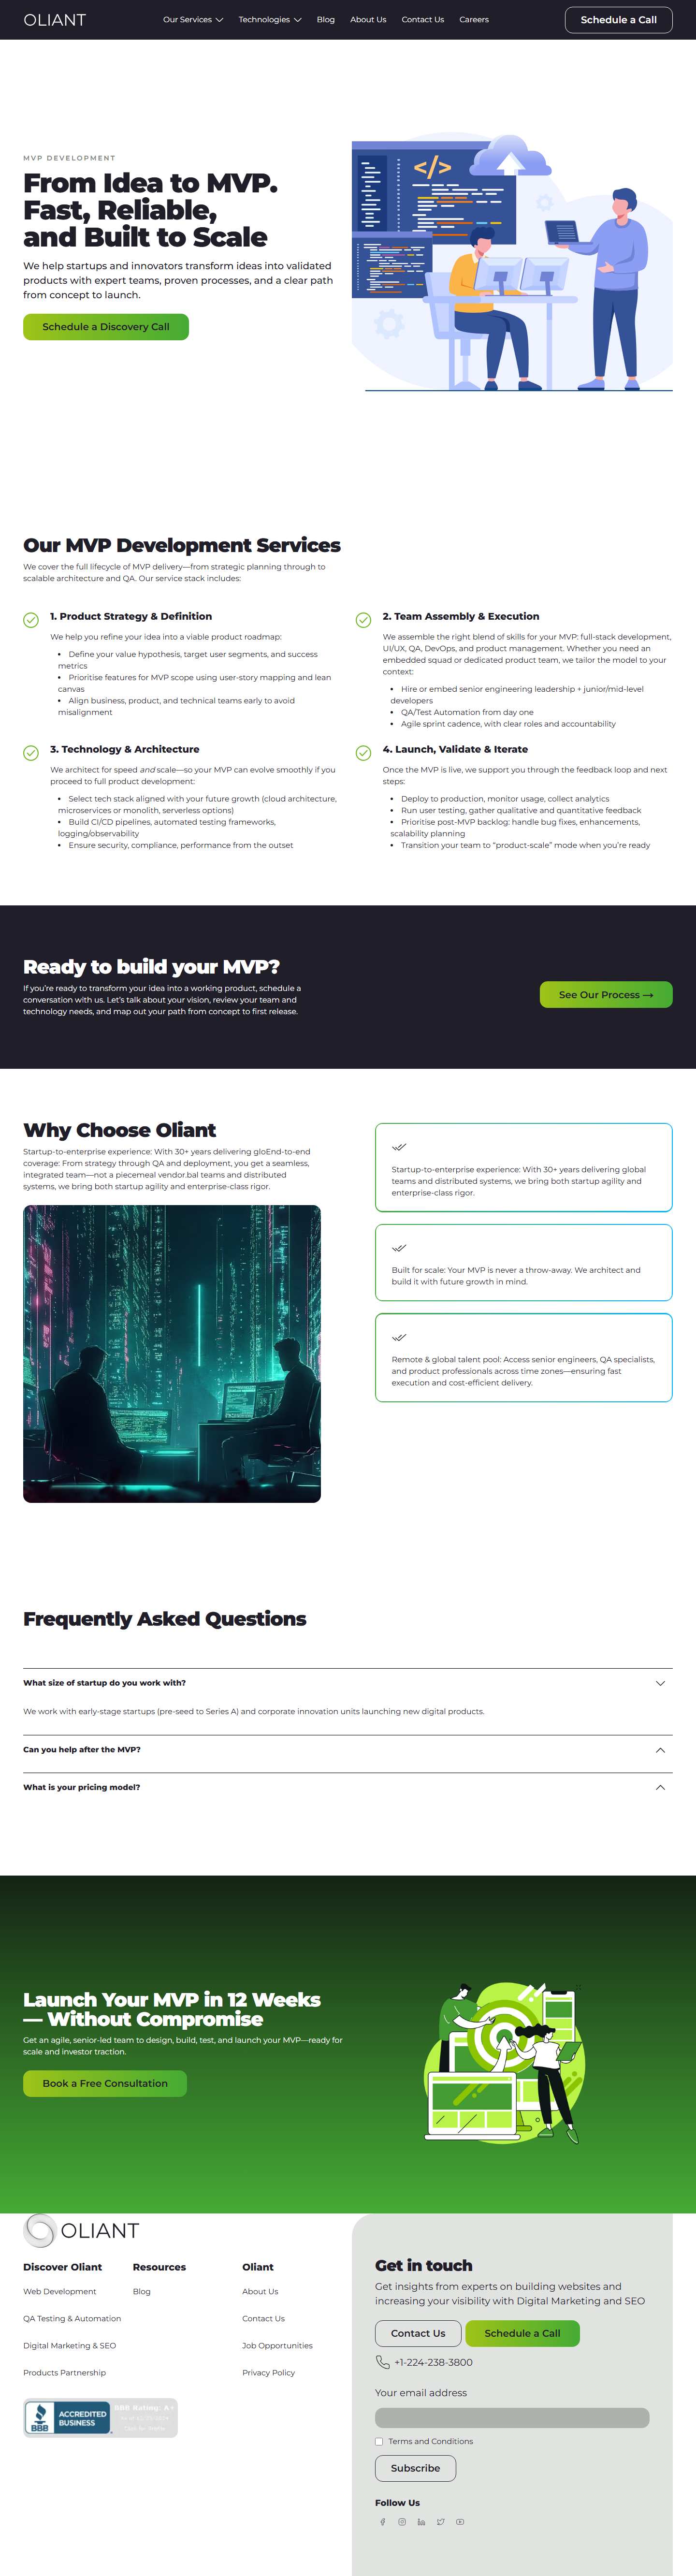 OLIANT
Our Services
Technologies
Blog
About Us
Contact Us
Careers
Schedule a Call
MVP DEVELOPMENT
From Idea to MVP.
Fast, Reliable,
and Built to Scale
We help startups and innovators transform ideas into validated
products with expert teams, proven processes, and a clear path
from concept to launch.
Schedule a Discovery Call
</>
Our MVP Development Services
We cover the full lifecycle of MVP delivery—from strategic planning through to
scalable architecture and QA. Our service stack includes:
1. Product Strategy & Definition
We help you refine your idea into a viable product roadmap:
• Define your value hypothesis, target user segments, and success
metrics
• Prioritise features for MVP scope using user-story mapping and lean
canvas
• Align business, product, and technical teams early to avoid
misalignment
2. Team Assembly & Execution
We assemble the right blend of skills for your MVP: full-stack development,
UI/UX, QA, DevOps, and product management. Whether you need an
embedded squad or dedicated product team, we tailor the model to your
context:
• Hire or embed senior engineering leadership + junior/mid-level
developers
• QA/Test Automation from day one
• Agile sprint cadence, with clear roles and accountability
3. Technology & Architecture
We architect for speed and scale—so your MVP can evolve smoothly if you
proceed to full product development:
• Select tech stack aligned with your future growth (cloud architecture,
microservices or monolith, serverless options)
• Build CI/CD pipelines, automated testing frameworks,
logging/observability
• Ensure security, compliance, performance from the outset
4. Launch, Validate & Iterate
Once the MVP is live, we support you through the feedback loop and next
steps:
• Deploy to production, monitor usage, collect analytics
• Run user testing, gather qualitative and quantitative feedback
• Prioritise post-MVP backlog: handle bug fixes, enhancements,
scalability planning
• Transition your team to “product-scale” mode when you’re ready
Ready to build your MVP?
If you’re ready to transform your idea into a working product, schedule a
conversation with us. Let’s talk about your vision, review your team and
technology needs, and map out your path from concept to first release.
See Our Process →
Why Choose Oliant
Startup-to-enterprise experience: With 30+ years delivering gloEnd-to-end
coverage: From strategy through QA and deployment, you get a seamless,
integrated team—not a piecemeal vendor.bal teams and distributed
systems, we bring both startup agility and enterprise-class rigor.
Startup-to-enterprise experience: With 30+ years delivering global
teams and distributed systems, we bring both startup agility and
enterprise-class rigor.
Built for scale: Your MVP is never a throw-away. We architect and
build it with future growth in mind.
Remote & global talent pool: Access senior engineers, QA specialists,
and product professionals across time zones—ensuring fast
execution and cost-efficient delivery.
Frequently Asked Questions
What size of startup do you work with?
We work with early-stage startups (pre-seed to Series A) and corporate innovation units launching new digital products.
Can you help after the MVP?
What is your pricing model?
Launch Your MVP in 12 Weeks
— Without Compromise
Get an agile, senior-led team to design, build, test, and launch your MVP—ready for
scale and investor traction.
Book a Free Consultation
OLIANT
Discover Oliant
Web Development
QA Testing & Automation
Digital Marketing & SEO
Products Partnership
Resources
Blog
Oliant
About Us
Contact Us
Job Opportunities
Privacy Policy
BBB
ACCREDITED
BUSINESS
BBB Rating: A+
Get in touch
Get insights from experts on building websites and
increasing your visibility with Digital Marketing and SEO
Contact Us
Schedule a Call
+1-224-238-3800
Your email address
Terms and Conditions
Subscribe
Follow Us